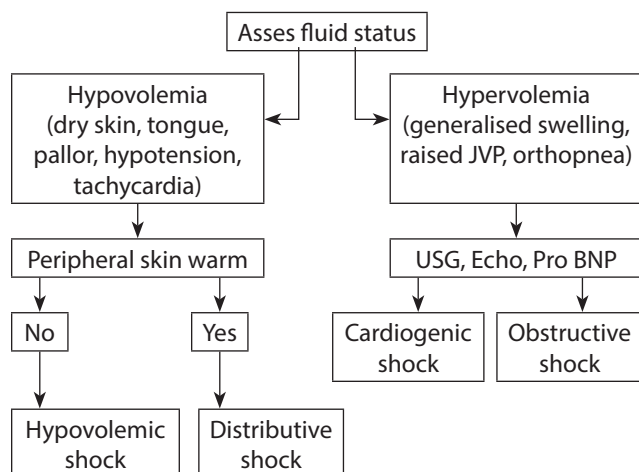 Asses fluid status
Hypovolemia
(dry skin, tongue,
pallor, hypotension,
tachycardia)
Hypervolemia
(generalised swelling,
raised JVP, orthopnea)
Peripheral skin warm
USG, Echo, Pro BNP
No
Yes
Cardiogenic
shock
Obstructive
shock
Hypovolemic
shock
Distributive
shock